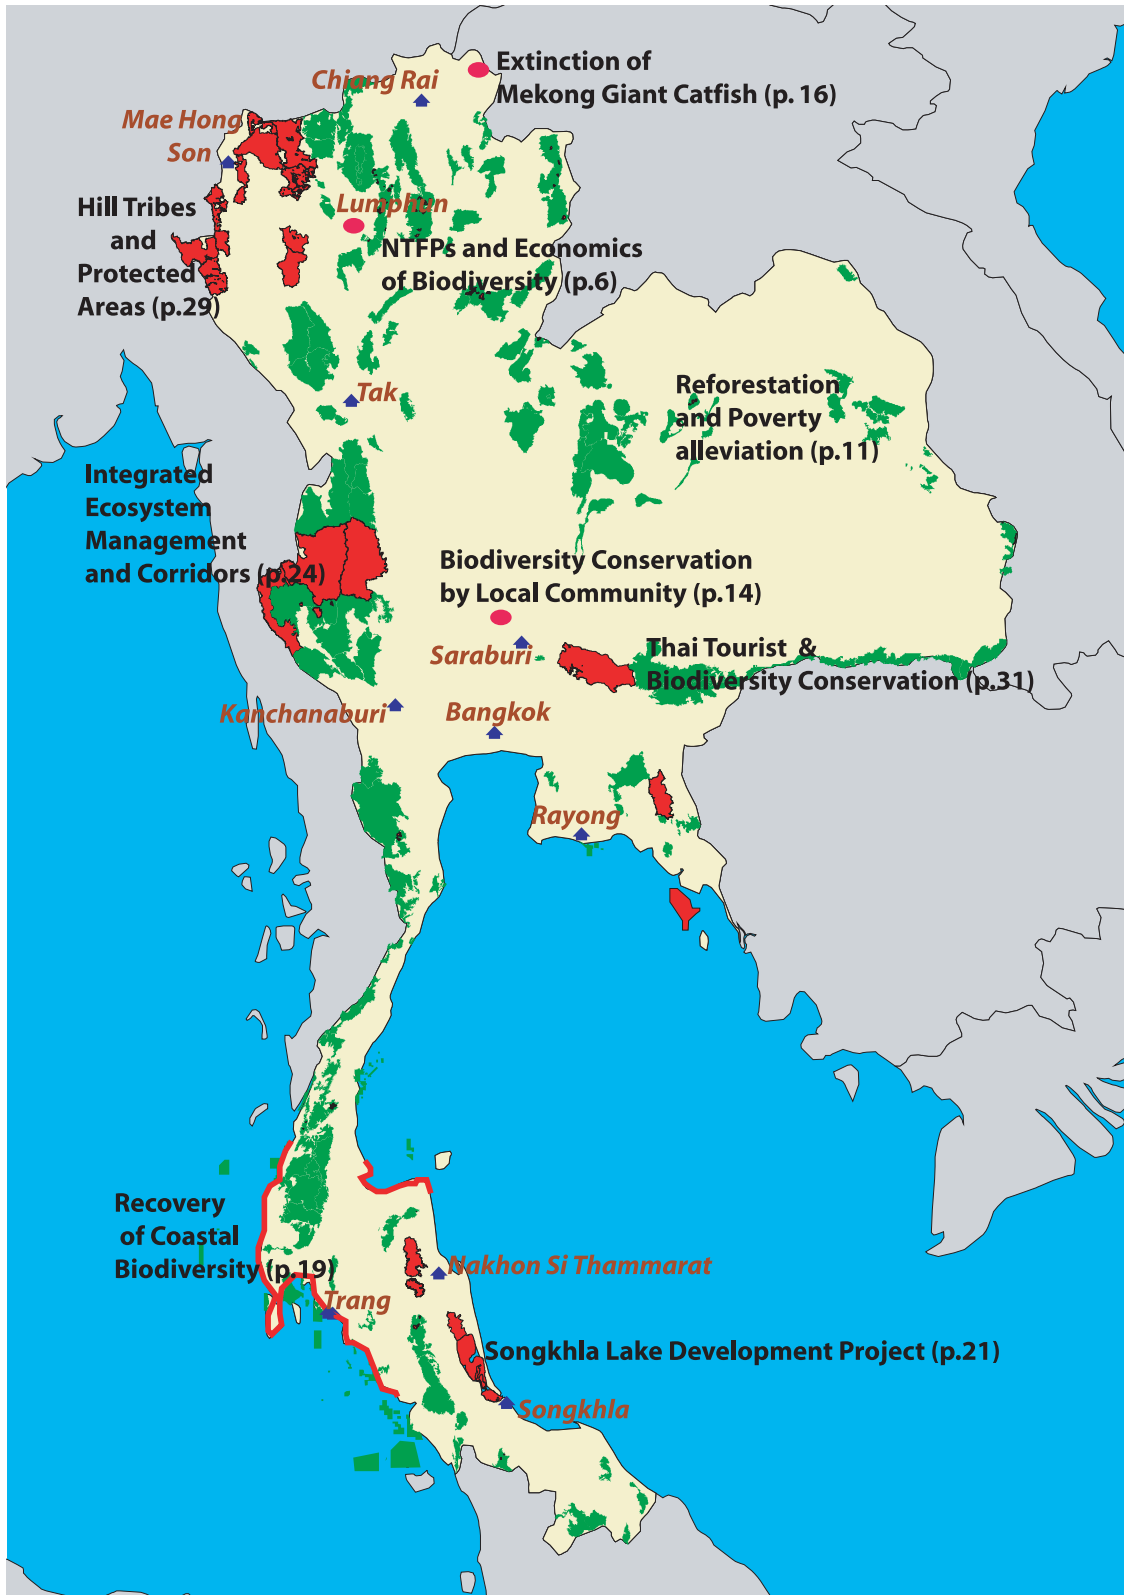 Extinction of
Mekong Giant Catfish (p. 16)
Chiang Rai
Mae Hong
Son
Hill Tribes
and
Protected
Areas (p.29)
Lumphun
NTFPs and Economics
of Biodiversity (p.6)
Tak
Reforestation
and Poverty
alleviation (p.11)
Integrated
Ecosystem
Management
and Corridors (p.24)
Biodiversity Conservation
by Local Community (p.14)
Saraburi
Thai Tourist &
Biodiversity Conservation (p.31)
Kanchanaburi
Bangkok
Rayong
Recovery
of Coastal
Biodiversity (p.19)
Nakhon Si Thammarat
Trang
Songkhla Lake Development Project (p.21)
Songkhla